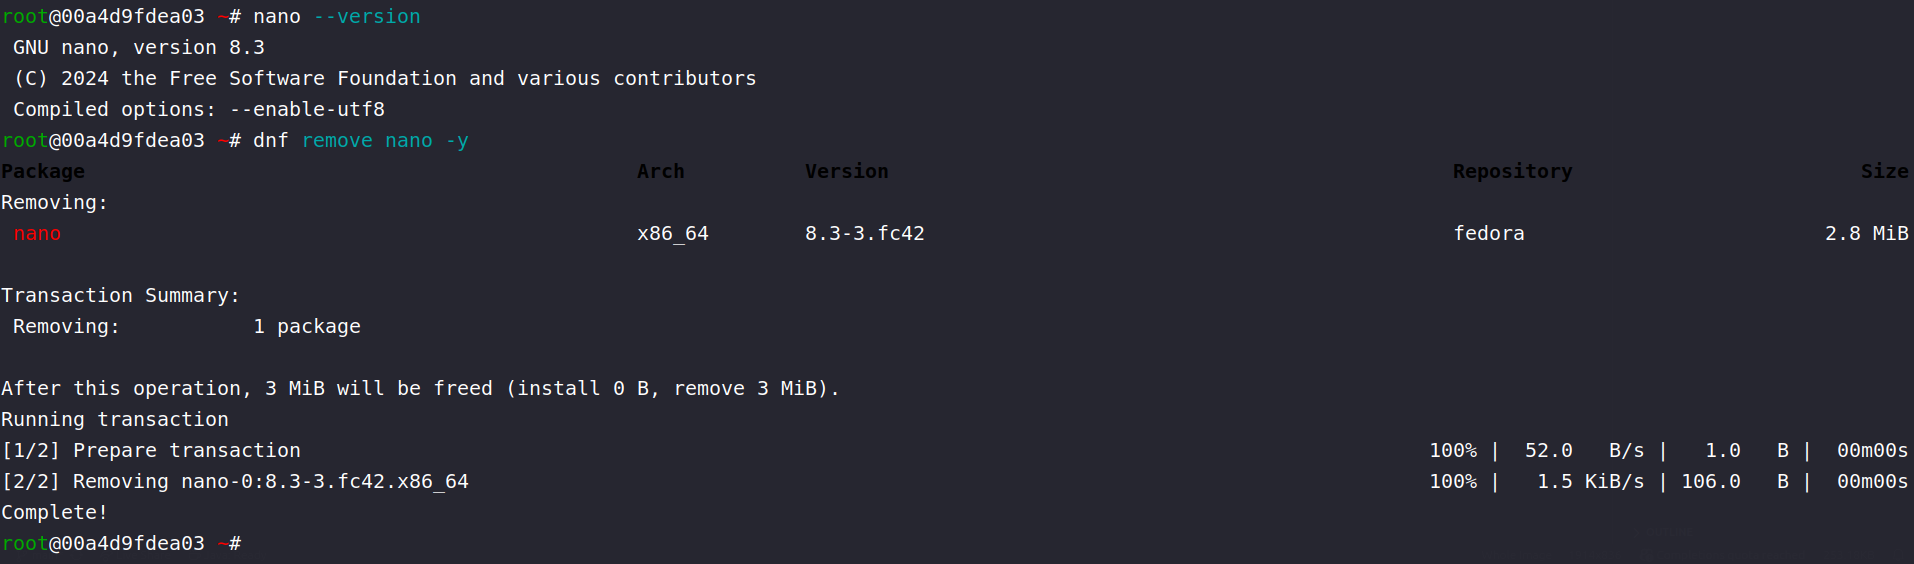 root@00a4d9fdea03 ~# nano --version
GNU nano, version 8.3
(C) 2024 the Free Software Foundation and various contributors
Compiled options: --enable-utf8
root@00a4d9fdea03 ~# dnf remove nano -y
Package Arch Version Repository Size
Removing:
nano x86_64 8.3-3.fc42 fedora 2.8 MiB
Transaction Summary:
Removing: 1 package
After this operation, 3 MiB will be freed (install 0 B, remove 3 MiB).
Running transaction
[1/2] Prepare transaction 100% | 52.0 B/s | 1.0 B | 00m00s
[2/2] Removing nano-0:8.3-3.fc42.x86_64 100% | 1.5 KiB/s | 106.0 B | 00m00s
Complete!
root@00a4d9fdea03 ~#